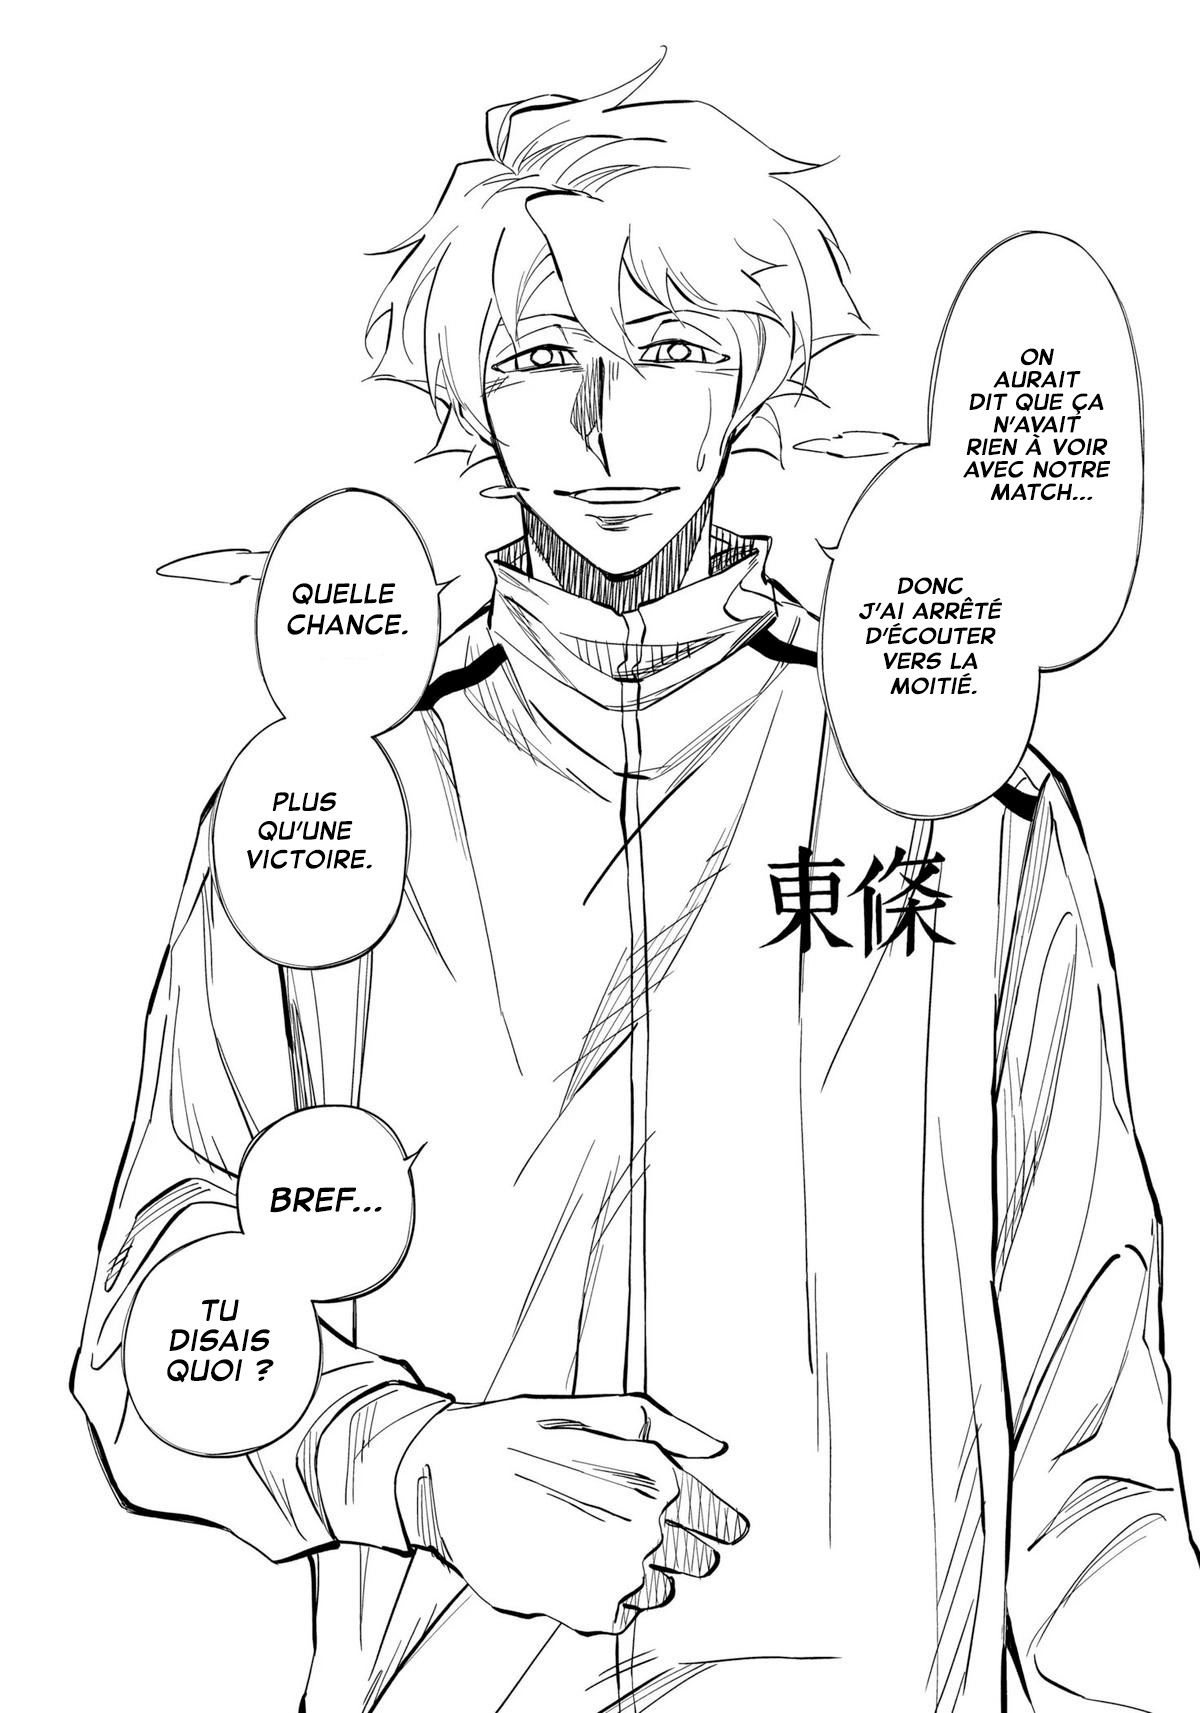 ON
AURAIT
DIT QUE ÇA
N'AVAIT
RIEN À VOIR
AVEC NOTRE
MATCH...
DONC
J'AI ARRÊTÉ
D'ÉCOUTER
VERS LA
MOITIÉ.
QUELLE
CHANCE.
PLUS
QU'UNE
VICTOIRE.
東條
BREF...
TU
DISAIS
QUOI ?